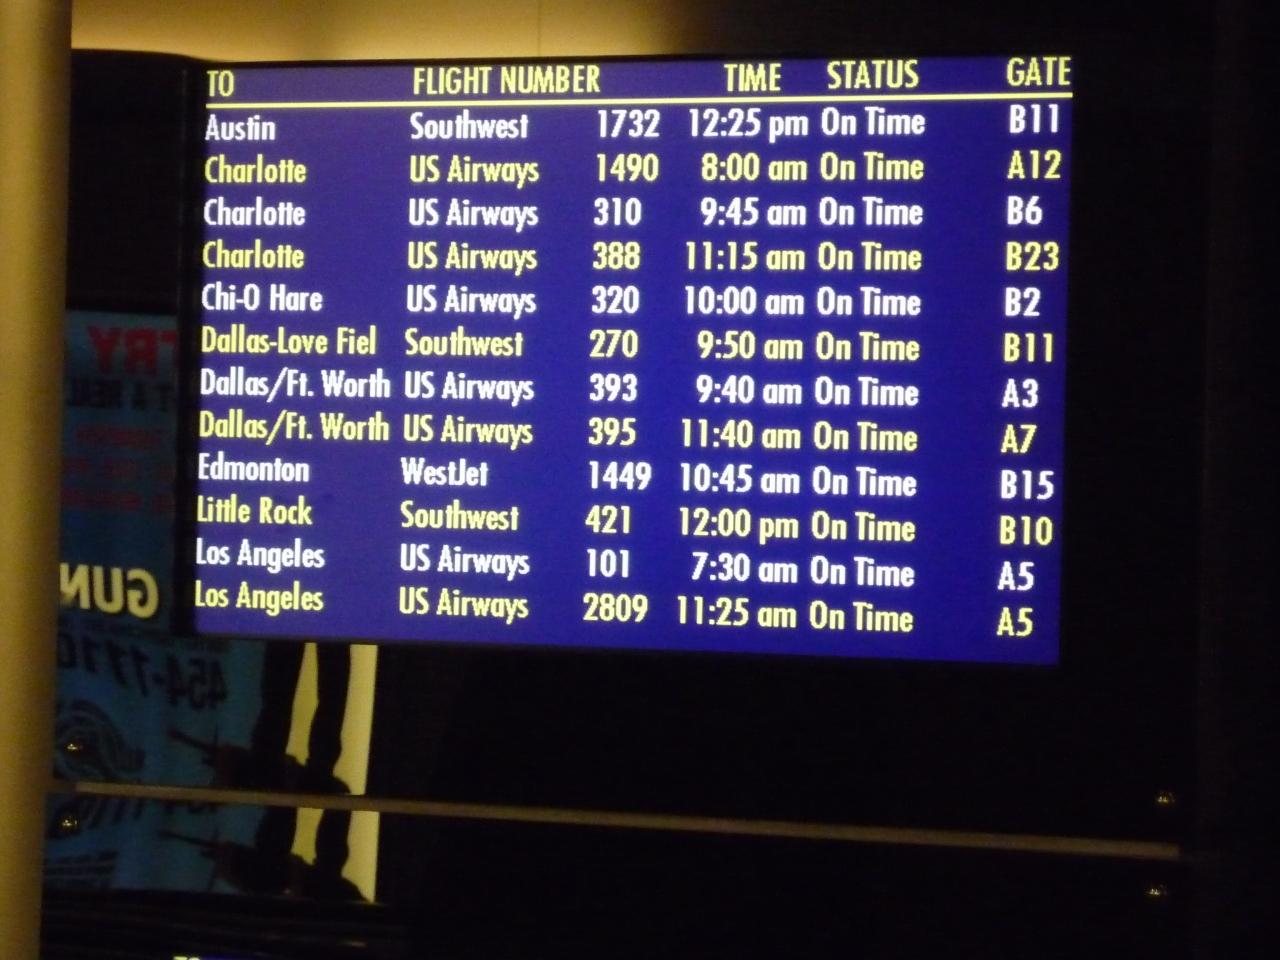 TO FLIGHT NUMBER TIME STATUS GATE
Austin Southwest 1732 12:25 pm On Time B11
Charlotte US Airways 1490 8:00 am On Time A12
Charlotte US Airways 310 9:45 am On Time B6
Charlotte US Airways 388 11:15 am On Time B23
Chi-O Hare US Airways 320 10:00 am On Time B2
Dallas-Love Fiel Southwest 270 9:50 am On Time B11
Dallas/Ft. Worth US Airways 393 9:40 am On Time A3
Dallas/Ft. Worth US Airways 395 11:40 am On Time A7
Edmonton WestJet 1449 10:45 am On Time B15
Little Rock Southwest 421 12:00 pm On Time B10
Los Angeles US Airways 101 7:30 am On Time A5
Los Angeles US Airways 2809 11:25 am On Time A5
GUN